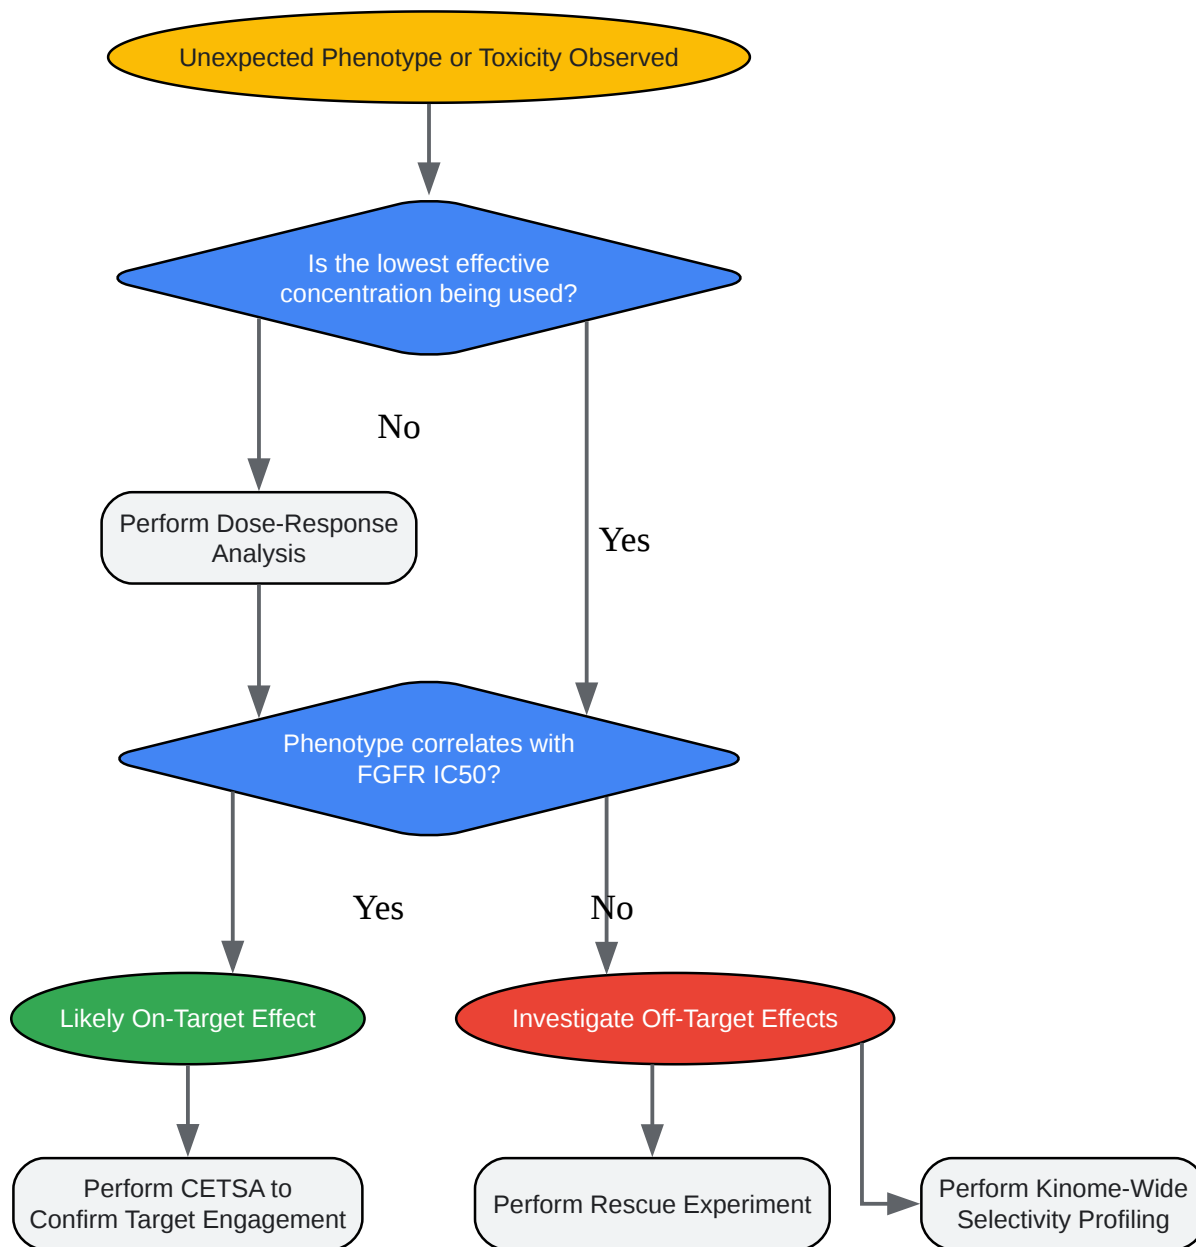 Unexpected Phenotype or Toxicity Observed
Is the lowest effective
concentration being used?
No
Perform Dose-Response
Analysis
Yes
Phenotype correlates with
FGFR IC50?
Yes
No
Likely On-Target Effect
Investigate Off-Target Effects
Perform CETSA to
Confirm Target Engagement
Perform Rescue Experiment
Perform Kinome-Wide
Selectivity Profiling